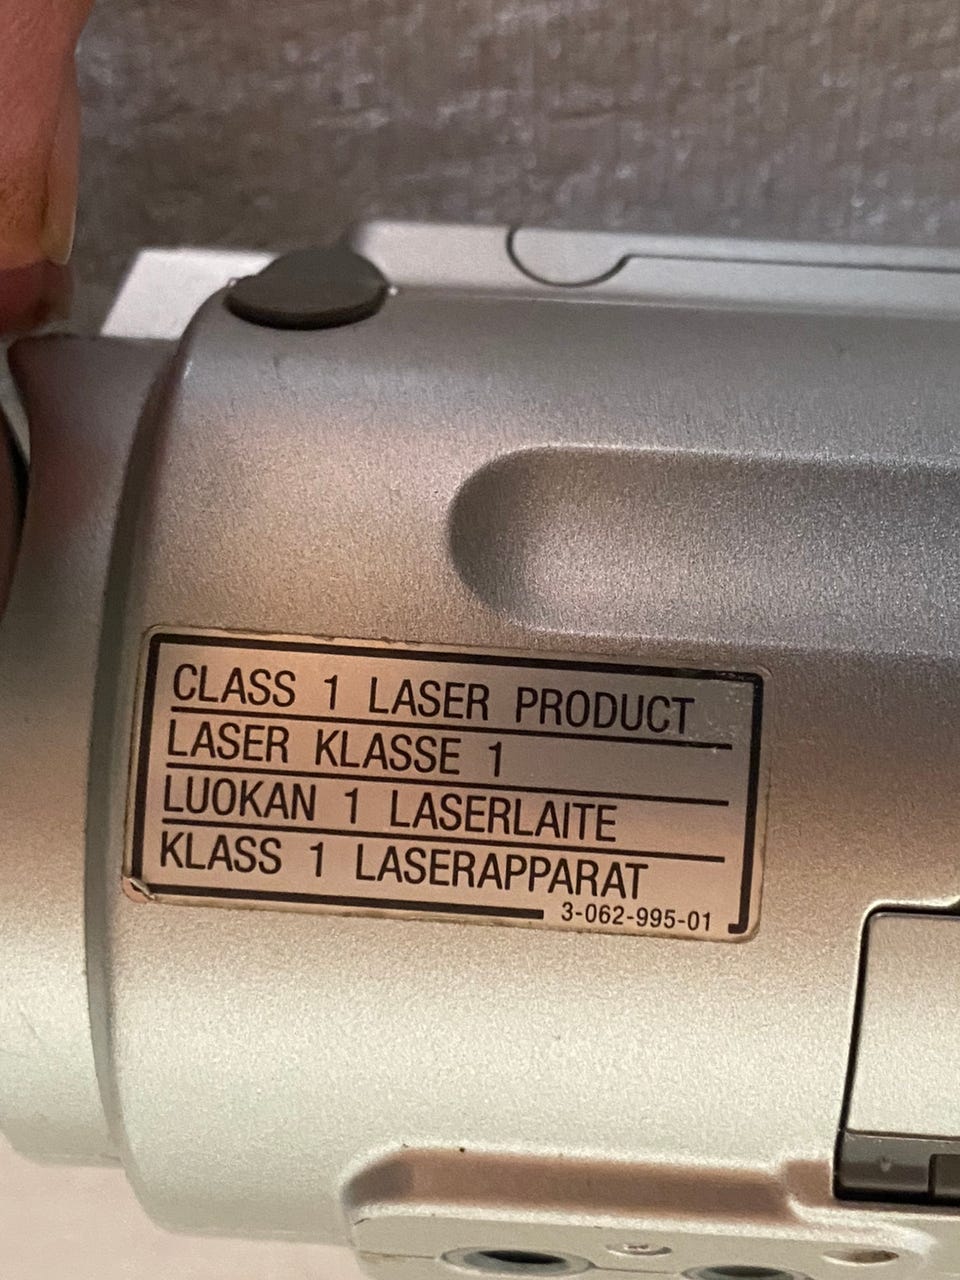 CLASS 1 LASER PRODUCT
LASER KLASSE 1
LUOKAN 1 LASERLAITE
KLASS 1 LASERAPPARAT
3-062-995-01